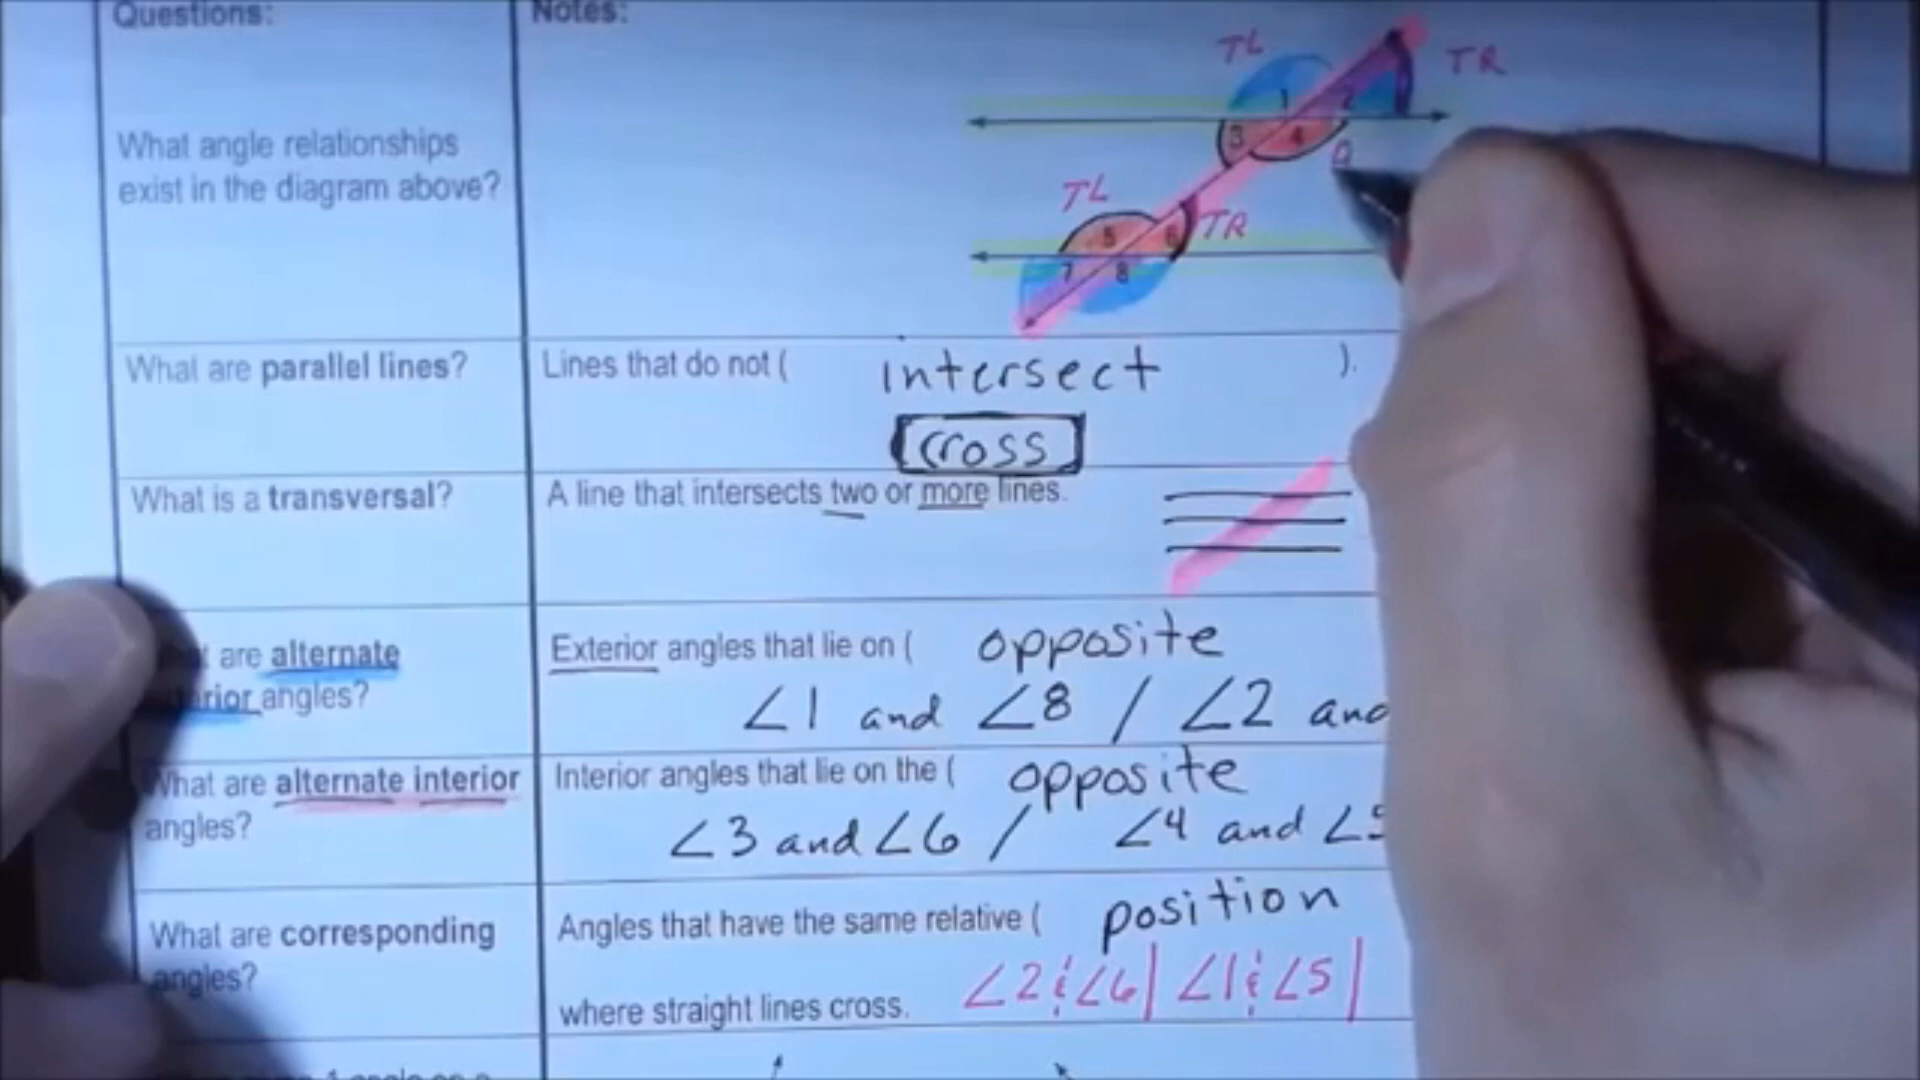 Questions:
Notes:
TL
TR
1 2
3 4
TL
TR
5 6
7 8
What angle relationships
exist in the diagram above?
What are parallel lines?
Lines that do not ( intersect ).
cross
What is a transversal?
A line that intersects two or more lines.
are alternate
angles?
Exterior angles that lie on ( opposite
∠1 and ∠8 / ∠2 and
What are alternate interior
angles?
Interior angles that lie on the ( opposite
∠3 and ∠6 / ∠4 and ∠5
What are corresponding
angles?
Angles that have the same relative ( position
where straight lines cross.
∠2 & ∠6 | ∠1 & ∠5 |